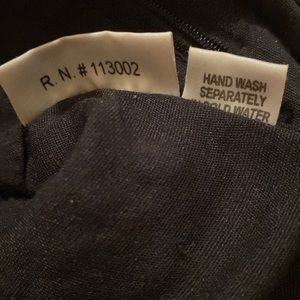 R. N. # 113002
HAND WASH
SEPARATELY
COLD WATER